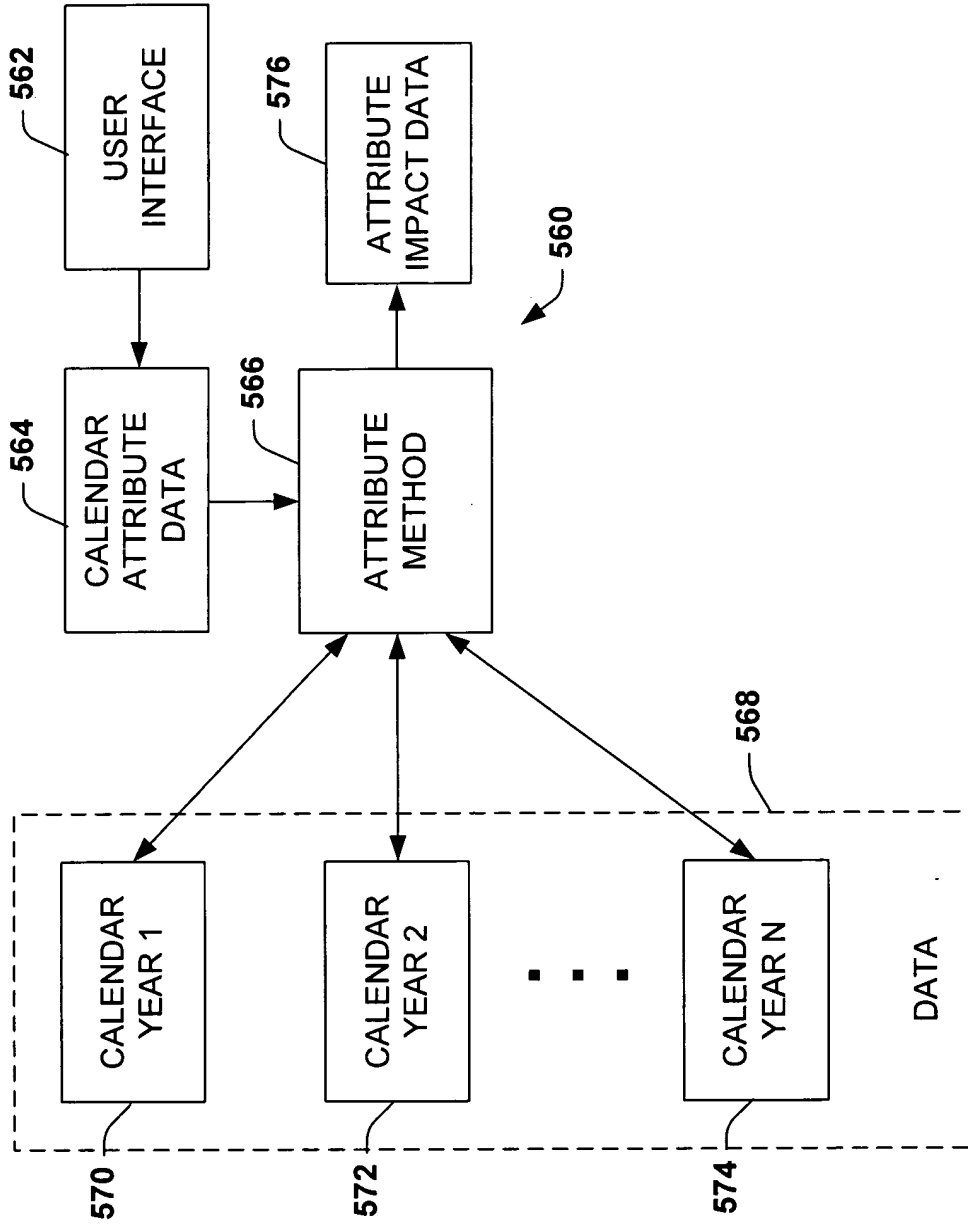 570
CALENDAR
YEAR 1
572
CALENDAR
YEAR 2
574
CALENDAR
YEAR N
DATA
568
564
CALENDAR
ATTRIBUTE
DATA
562
USER
INTERFACE
566
ATTRIBUTE
METHOD
576
ATTRIBUTE
IMPACT DATA
560